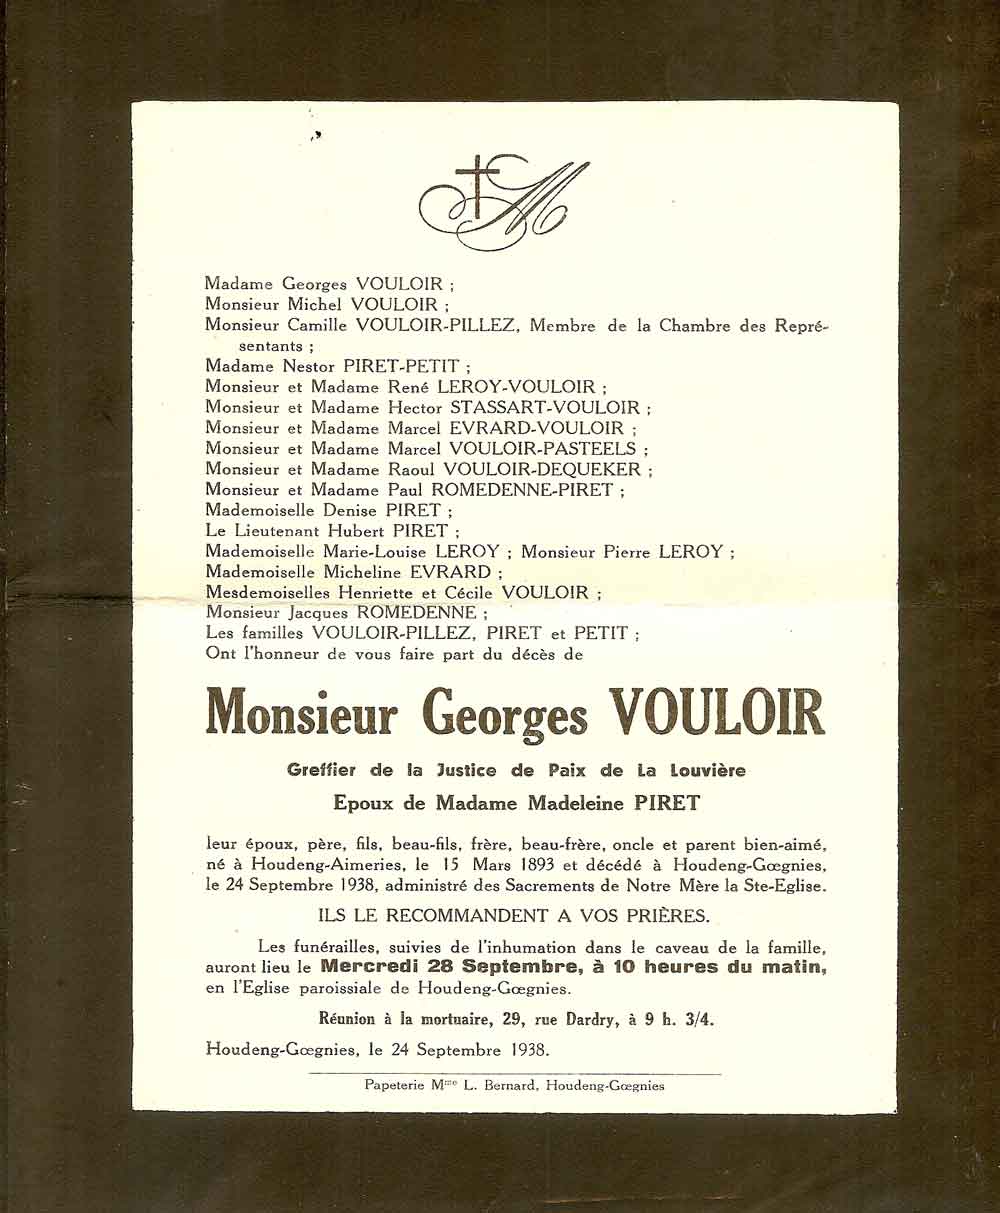 M
Madame Georges VOULOIR ;
Monsieur Michel VOULOIR ;
Monsieur Camille VOULOIR-PILLEZ, Membre de la Chambre des Repré-
sentants ;
Madame Nestor PIRET-PETIT ;
Monsieur et Madame René LEROY-VOULOIR ;
Monsieur et Madame Hector STASSART-VOULOIR ;
Monsieur et Madame Marcel EVRARD-VOULOIR ;
Monsieur et Madame Marcel VOULOIR-PASTEELS ;
Monsieur et Madame Raoul VOULOIR-DEQUEKER ;
Monsieur et Madame Paul ROMEDENNE-PIRET ;
Mademoiselle Denise PIRET ;
Le Lieutenant Hubert PIRET ;
Mademoiselle Marie-Louise LEROY ; Monsieur Pierre LEROY ;
Mademoiselle Micheline EVRARD ;
Mesdemoiselles Henriette et Cécile VOULOIR ;
Monsieur Jacques ROMEDENNE ;
Les familles VOULOIR-PILLEZ, PIRET et PETIT ;
Ont l'honneur de vous faire part du décès de
Monsieur Georges VOULOIR
Greffier de la Justice de Paix de La Louvière
Epoux de Madame Madeleine PIRET
leur époux, père, fils, beau-fils, frère, beau-frère, oncle et parent bien-aimé,
né à Houdeng-Aimeries, le 15 Mars 1893 et décédé à Houdeng-Gœgnies,
le 24 Septembre 1938, administré des Sacrements de Notre Mère la Ste-Eglise.
ILS LE RECOMMANDENT A VOS PRIÈRES.
Les funérailles, suivies de l'inhumation dans le caveau de la famille,
auront lieu le Mercredi 28 Septembre, à 10 heures du matin,
en l'Eglise paroissiale de Houdeng-Gœgnies.
Réunion à la mortuaire, 29, rue Dardry, à 9 h. 3/4.
Houdeng-Gœgnies, le 24 Septembre 1938.
Papeterie Mme L. Bernard, Houdeng-Gœgnies